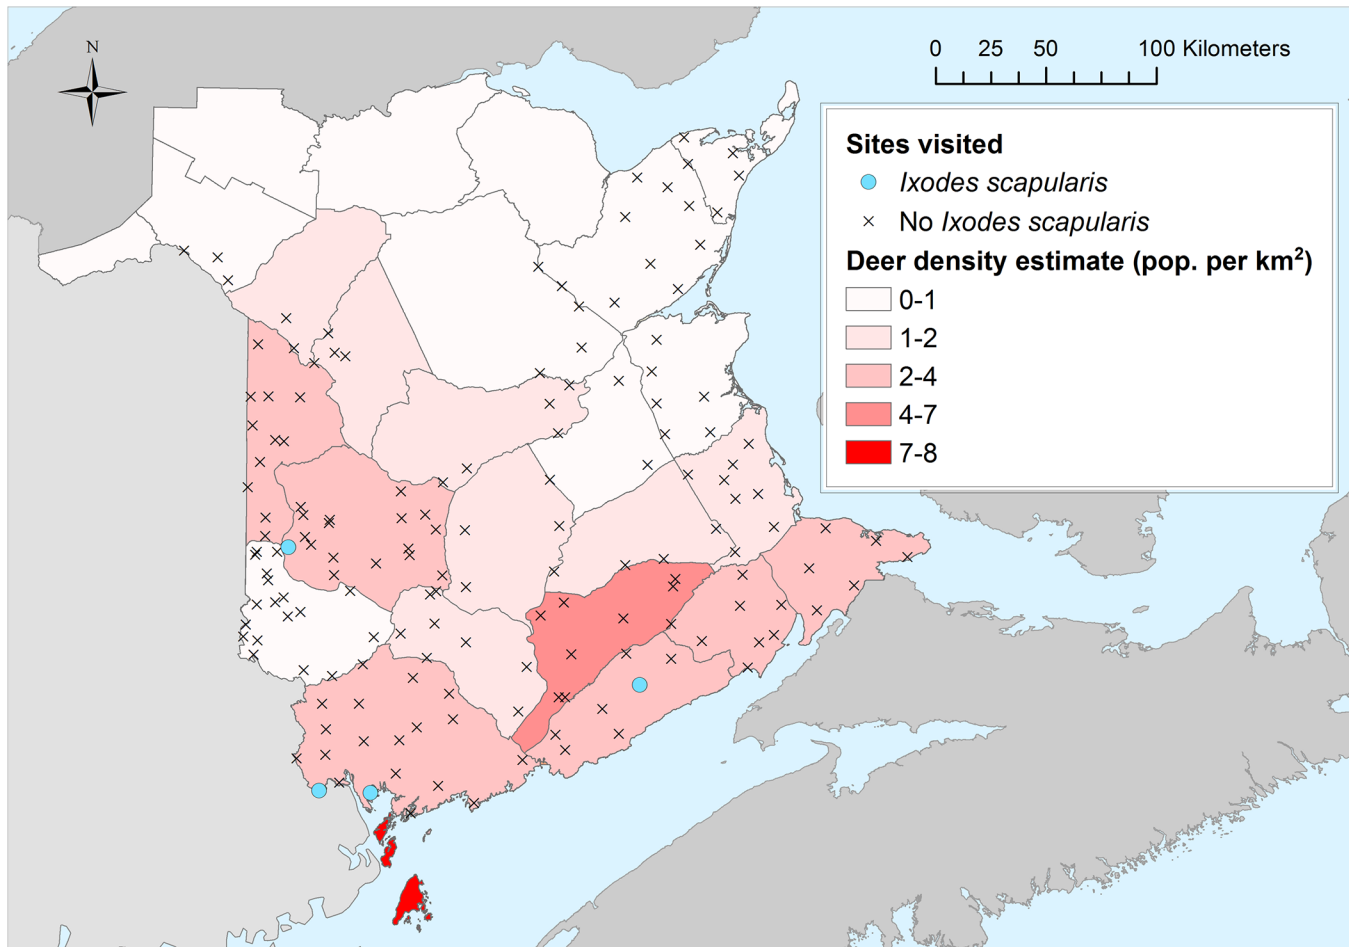 N
0 25 50 100 Kilometers
Sites visited
Ixodes scapularis
No Ixodes scapularis
Deer density estimate (pop. per km²)
0-1
1-2
2-4
4-7
7-8